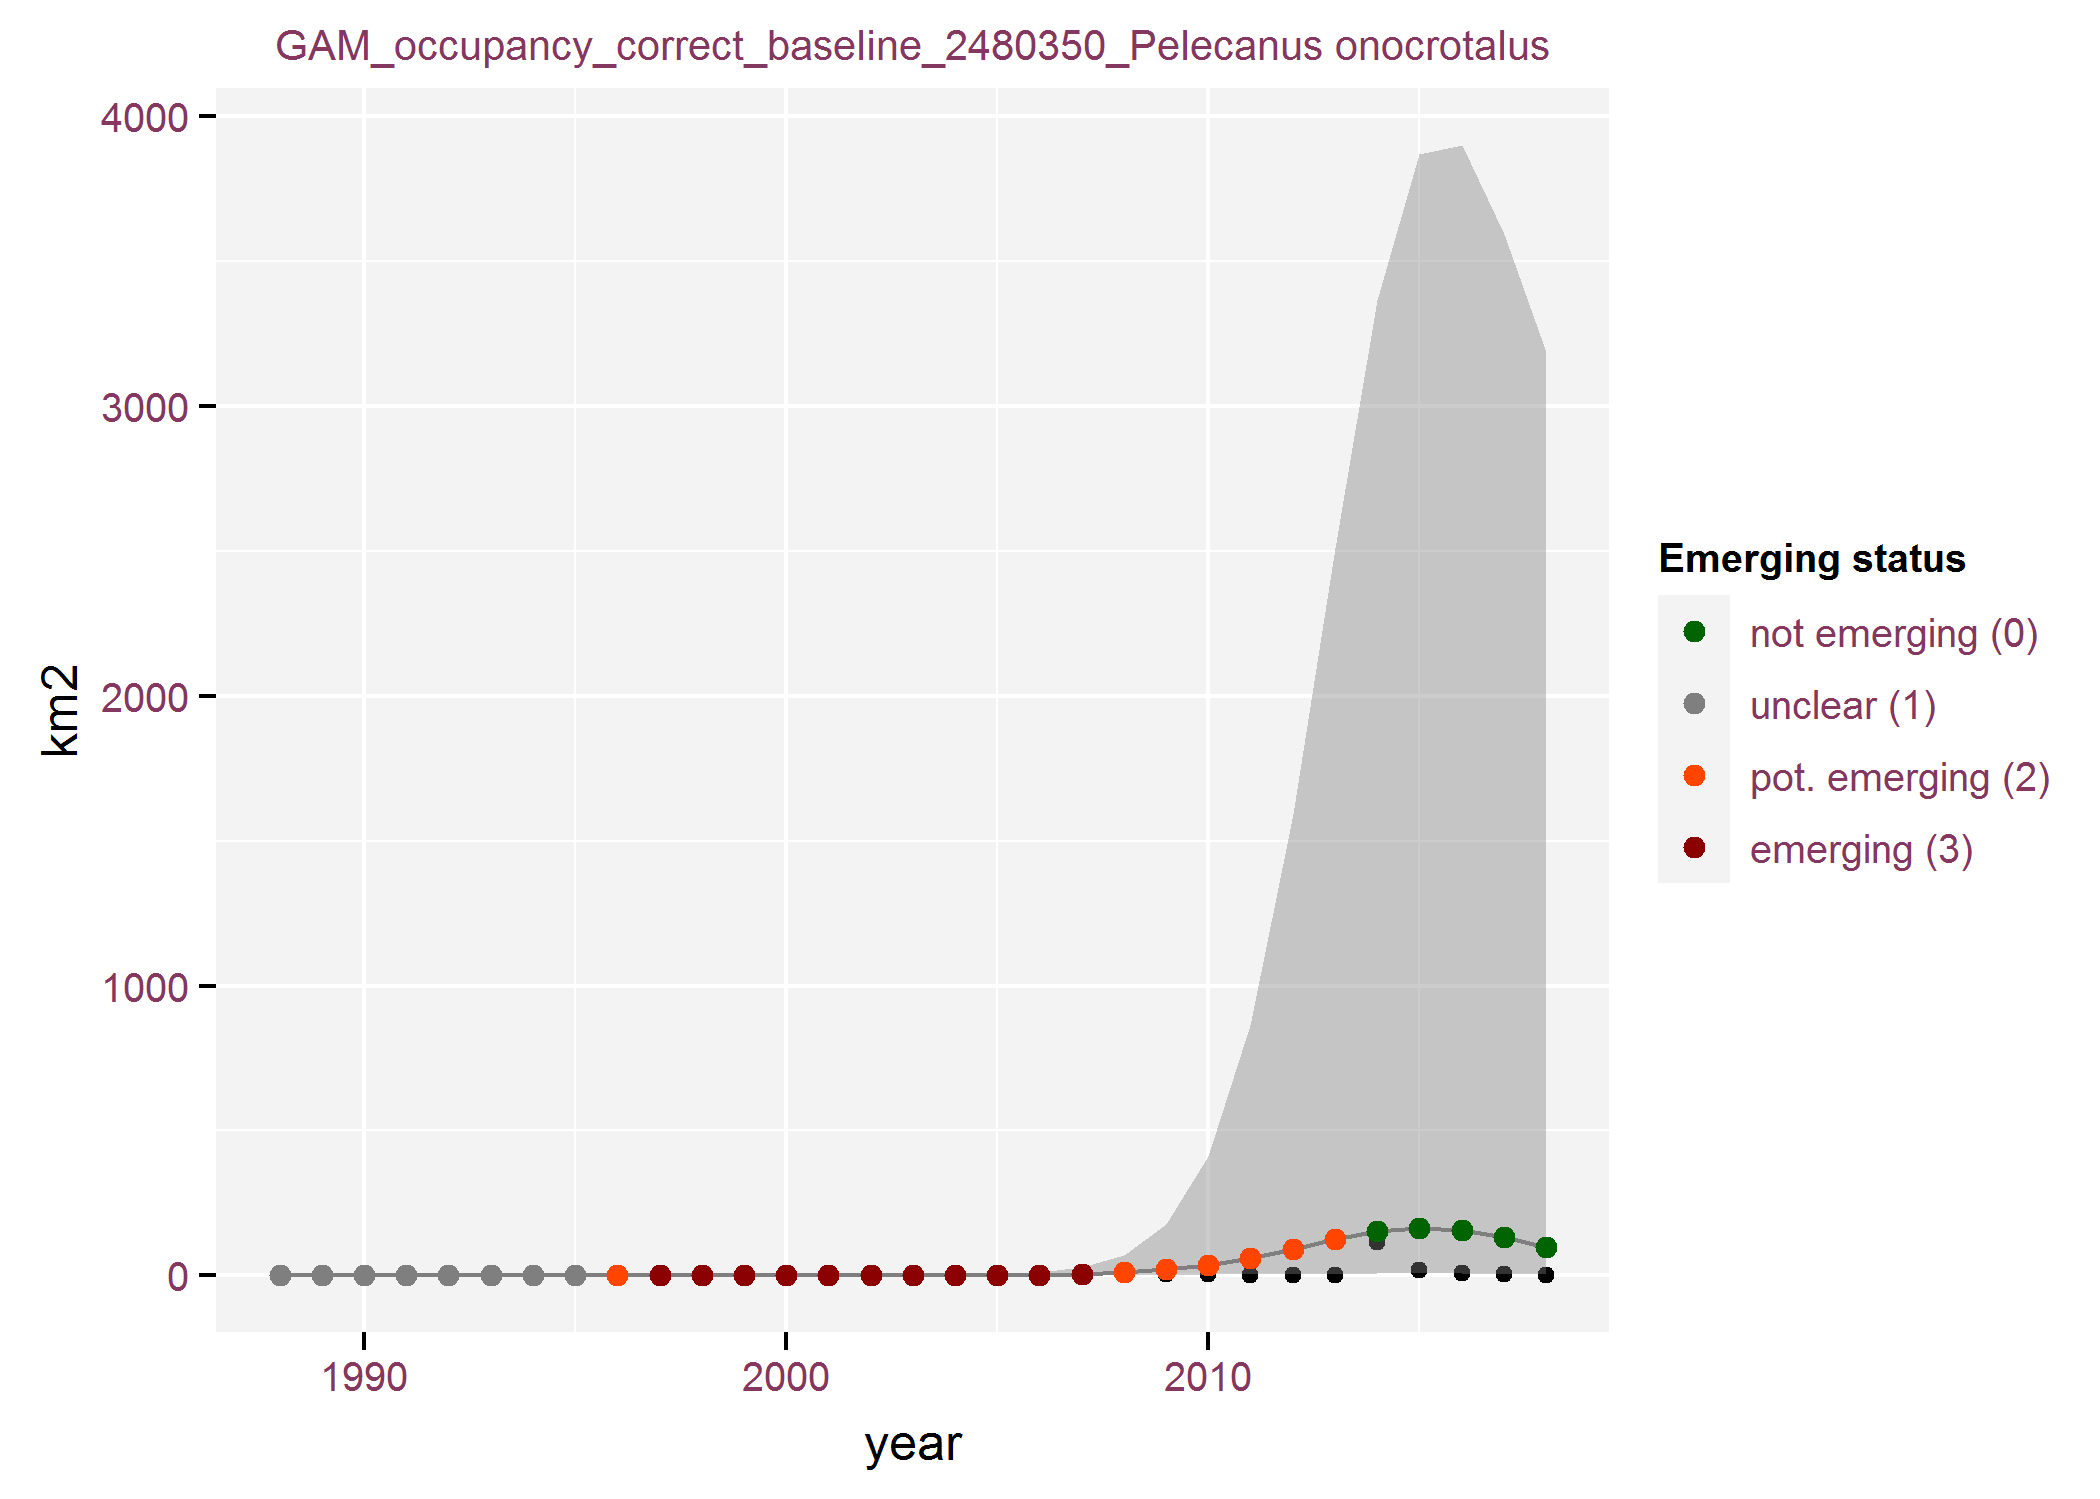 GAM_occupancy_correct_baseline_2480350_Pelecanus onocrotalus
4000
3000
2000
1000
0
km2
1990
2000
2010
year
Emerging status
not emerging (0)
unclear (1)
pot. emerging (2)
emerging (3)